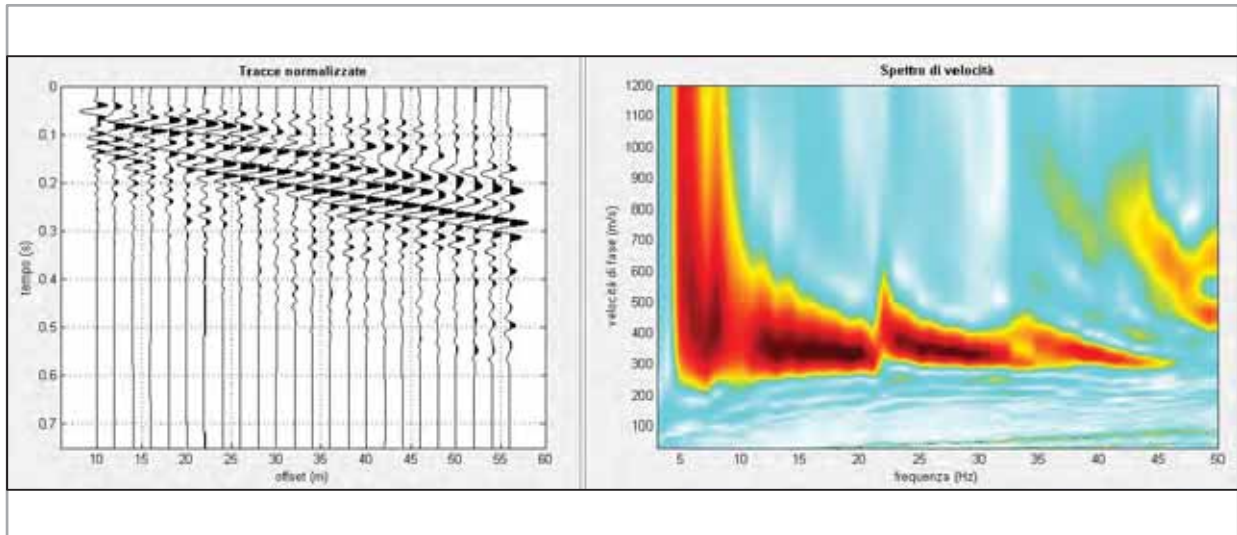 Tracce normalizzate
0
0.1
0.2
0.3
0.4
0.5
0.6
0.7
tempo (s)
10 15 20 25 30 35 40 45 50 55 60
offset (m)
Spettro di velocità
1200
1100
1000
900
800
700
600
500
400
300
200
100
velocità di fase (m/s)
5 10 15 20 25 30 35 40 45 50
frequenza (Hz)